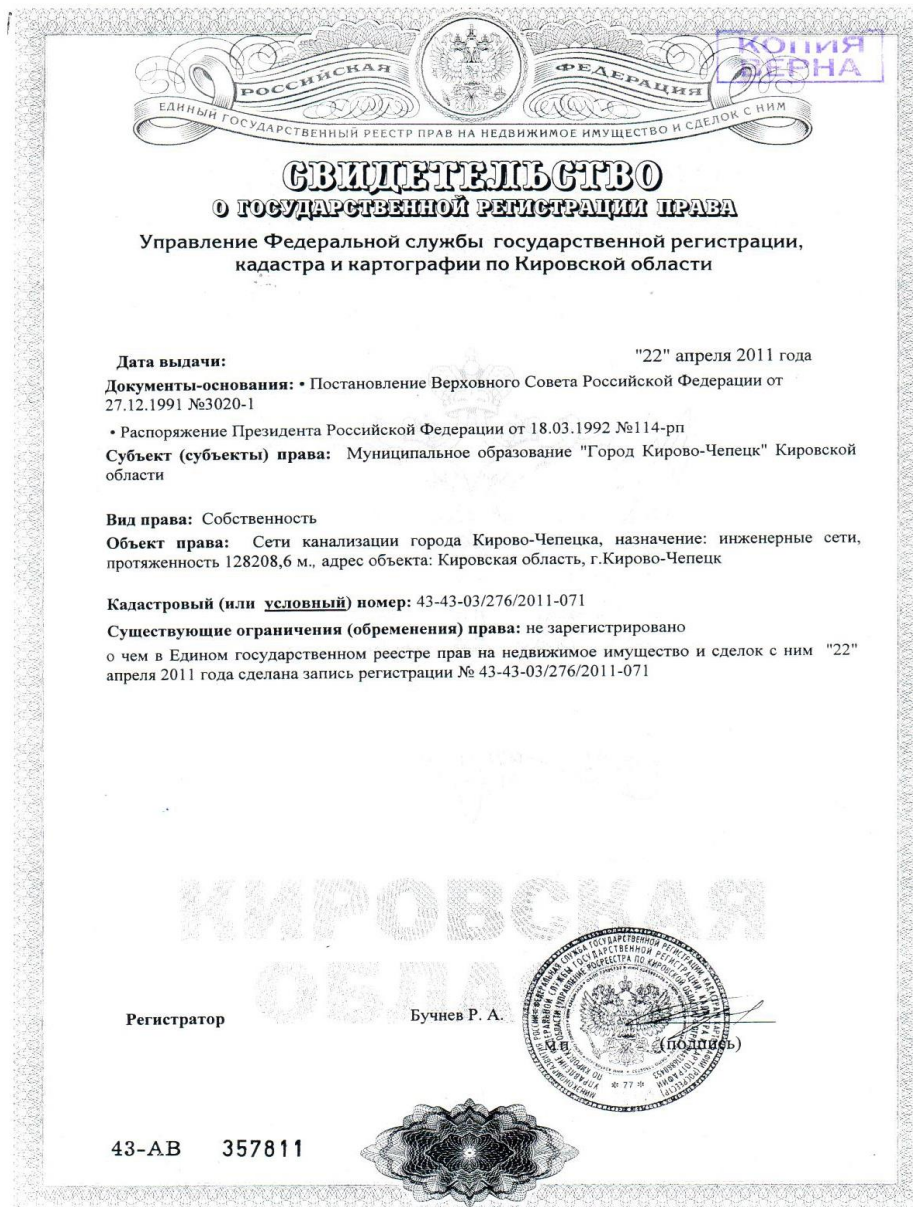 КОПИЯ
ВЕРНА
РОССИЙСКАЯ ФЕДЕРАЦИЯ
ЕДИНЫЙ ГОСУДАРСТВЕННЫЙ РЕЕСТР ПРАВ НА НЕДВИЖИМОЕ ИМУЩЕСТВО И СДЕЛОК С НИМ
СВИДЕТЕЛЬСТВО
О ГОСУДАРСТВЕННОЙ РЕГИСТРАЦИИ ПРАВА
Управление Федеральной службы государственной регистрации,
кадастра и картографии по Кировской области
Дата выдачи: "22" апреля 2011 года
Документы-основания: • Постановление Верховного Совета Российской Федерации от
27.12.1991 №3020-1
• Распоряжение Президента Российской Федерации от 18.03.1992 №114-рп
Субъект (субъекты) права: Муниципальное образование "Город Кирово-Чепецк" Кировской
области
Вид права: Собственность
Объект права: Сети канализации города Кирово-Чепецка, назначение: инженерные сети,
протяженность 128208,6 м., адрес объекта: Кировская область, г.Кирово-Чепецк
Кадастровый (или условный) номер: 43-43-03/276/2011-071
Существующие ограничения (обременения) права: не зарегистрировано
о чем в Едином государственном реестре прав на недвижимое имущество и сделок с ним "22"
апреля 2011 года сделана запись регистрации № 43-43-03/276/2011-071
КИРОВСКАЯ
Регистратор Бучнев Р. А.
м.п. (подпись)
* 77 *
43-АВ 357811